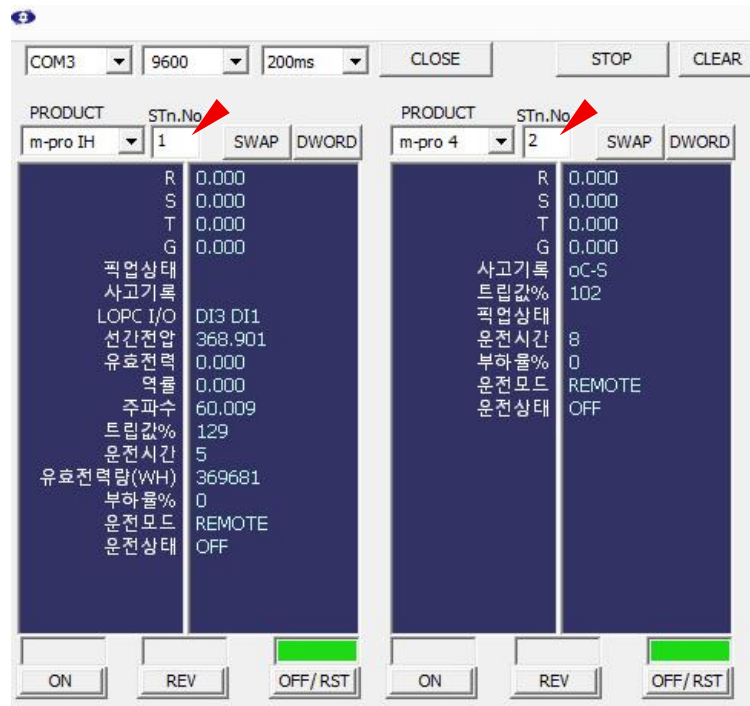 COM3 9600 200ms CLOSE STOP CLEAR
PRODUCT STn.No
m-pro IH 1 SWAP DWORD
R 0.000
S 0.000
T 0.000
G 0.000
픽업상태
사고기록
LOPC I/O DI3 DI1
선간전압 368.901
유효전력 0.000
역률 0.000
주파수 60.009
트립값% 129
운전시간 5
유효전력량(WH) 369681
부하율% 0
운전모드 REMOTE
운전상태 OFF
ON REV OFF/RST
PRODUCT STn.No
m-pro 4 2 SWAP DWORD
R 0.000
S 0.000
T 0.000
G 0.000
사고기록 oC-S
트립값% 102
픽업상태
운전시간 8
부하율% 0
운전모드 REMOTE
운전상태 OFF
ON REV OFF/RST